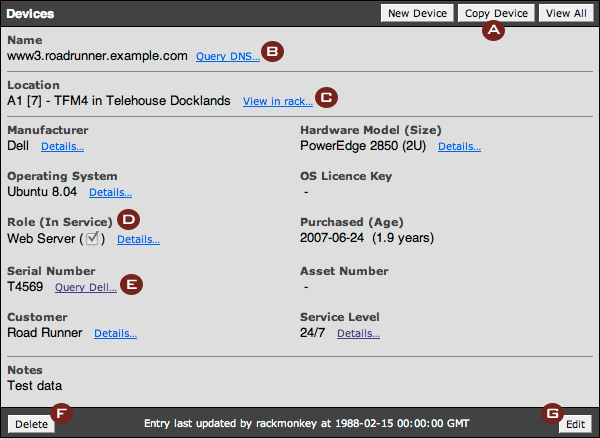 Devices New Device Copy Device View All
A
Name
www3.roadrunner.example.com Query DNS... B
Location
A1 [7] - TFM4 in Telehouse Docklands View in rack... C
Manufacturer Hardware Model (Size)
Dell Details... PowerEdge 2850 (2U) Details...
Operating System OS Licence Key
Ubuntu 8.04 Details... -
Role (In Service) D Purchased (Age)
Web Server ( ) Details... 2007-06-24 (1.9 years)
Serial Number Asset Number
T4569 Query Dell... E -
Customer Service Level
Road Runner Details... 24/7 Details...
Notes
Test data
F G
Delete Entry last updated by rackmonkey at 1988-02-15 00:00:00 GMT Edit